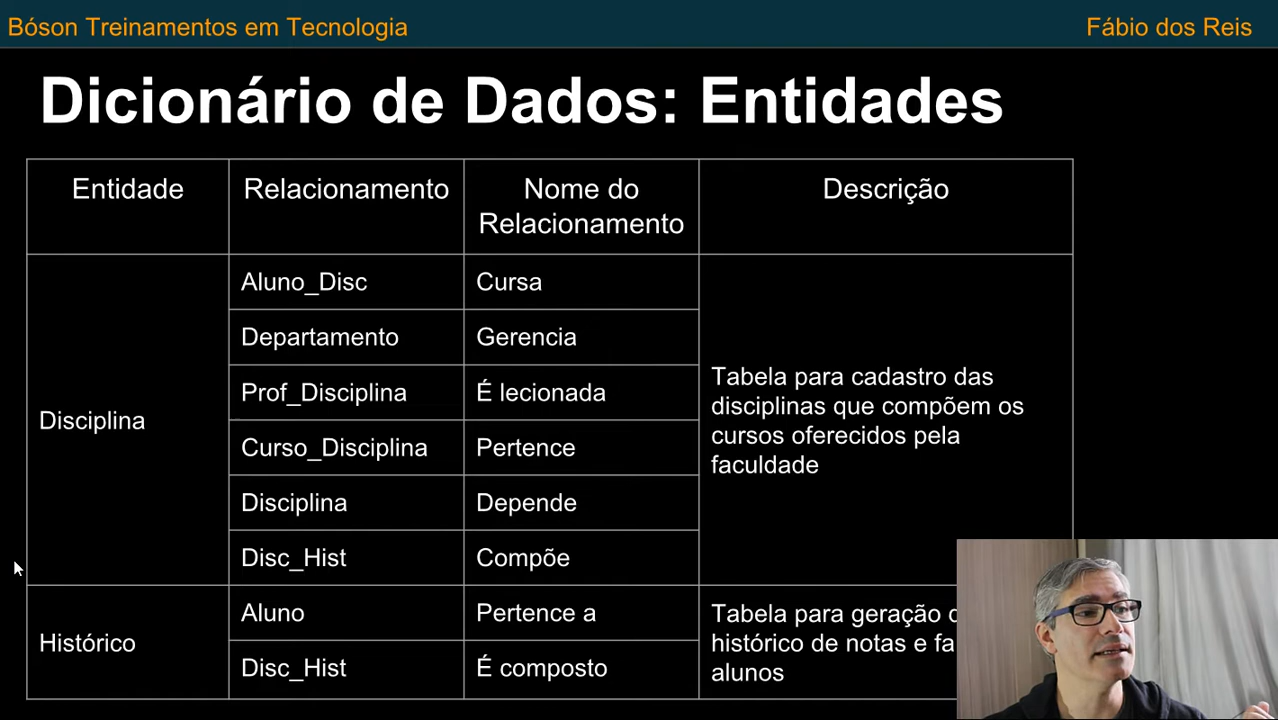 Bóson Treinamentos em Tecnologia
Fábio dos Reis
Dicionário de Dados: Entidades
Entidade
Relacionamento
Nome do
Relacionamento
Descrição
Disciplina
Aluno_Disc
Cursa
Departamento
Gerencia
Prof_Disciplina
É lecionada
Curso_Disciplina
Pertence
Disciplina
Depende
Disc_Hist
Compõe
Tabela para cadastro das
disciplinas que compõem os
cursos oferecidos pela
faculdade
Histórico
Aluno
Pertence a
Disc_Hist
É composto
Tabela para geração
histórico de notas e
alunos